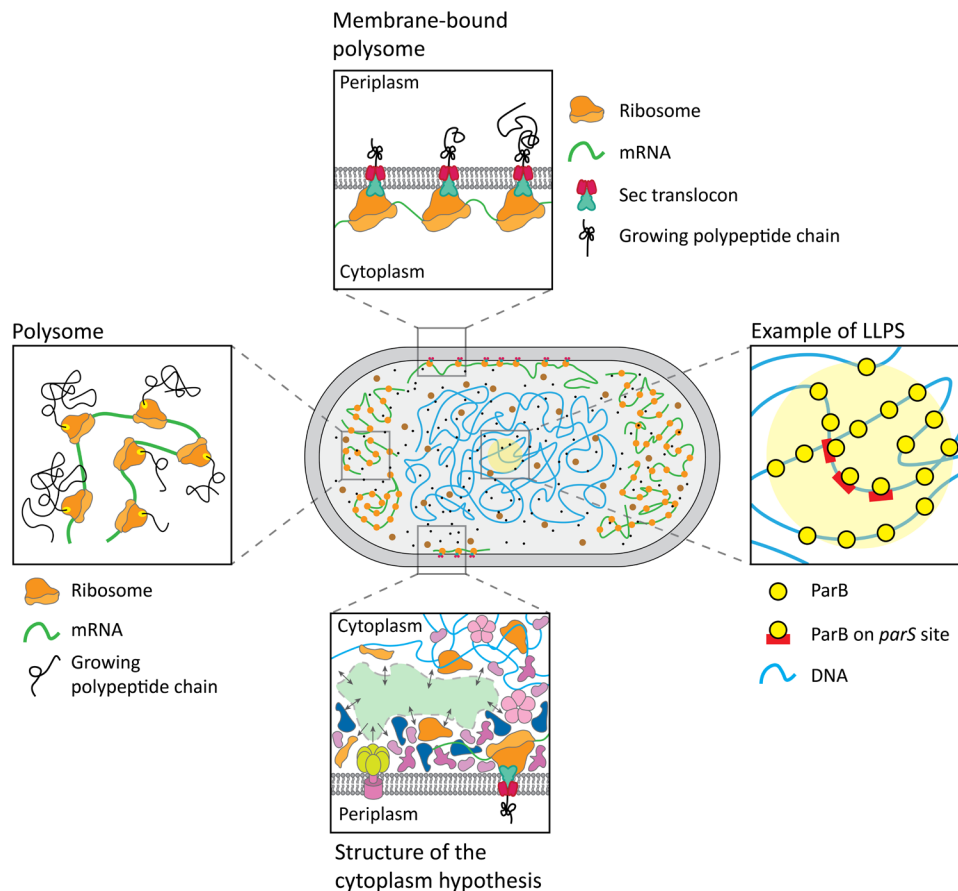 Membrane-bound
polysome
Periplasm
Cytoplasm
Ribosome
mRNA
Sec translocon
Growing polypeptide chain
Polysome
Ribosome
mRNA
Growing
polypeptide chain
Example of LLPS
ParB
ParB on parS site
DNA
Cytoplasm
Periplasm
Structure of the
cytoplasm hypothesis